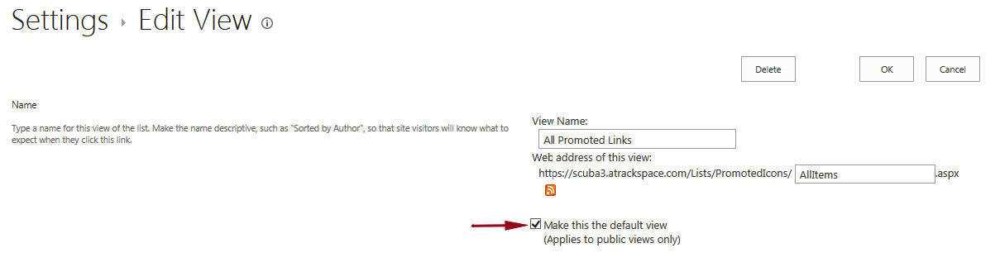 Settings › Edit View
Delete OK Cancel
Name
Type a name for this view of the list. Make the name descriptive, such as "Sorted by Author", so that site visitors will know what to
expect when they click this link.
View Name:
All Promoted Links
Web address of this view:
https://scuba3.atrackspace.com/Lists/PromotedIcons/ AllItems .aspx
Make this the default view
(Applies to public views only)